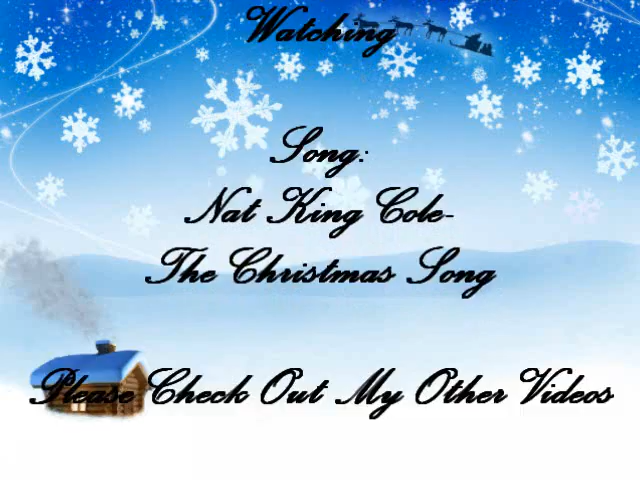 Watching
Song:
Nat King Cole-
The Christmas Song
Please Check Out My Other Videos